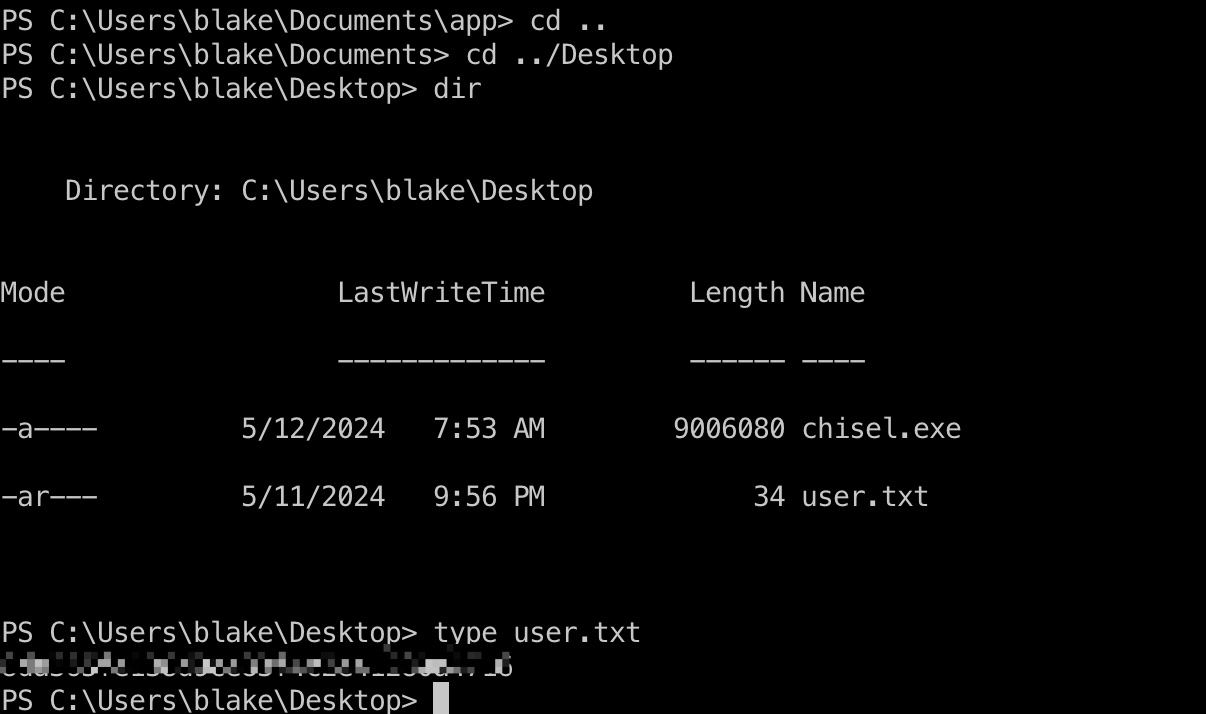 PS C:\Users\blake\Documents\app> cd ..
PS C:\Users\blake\Documents> cd ../Desktop
PS C:\Users\blake\Desktop> dir
Directory: C:\Users\blake\Desktop
Mode LastWriteTime Length Name
---- ------------- ------ ----
-a---- 5/12/2024 7:53 AM 9006080 chisel.exe
-ar--- 5/11/2024 9:56 PM 34 user.txt
PS C:\Users\blake\Desktop> type user.txt
PS C:\Users\blake\Desktop>